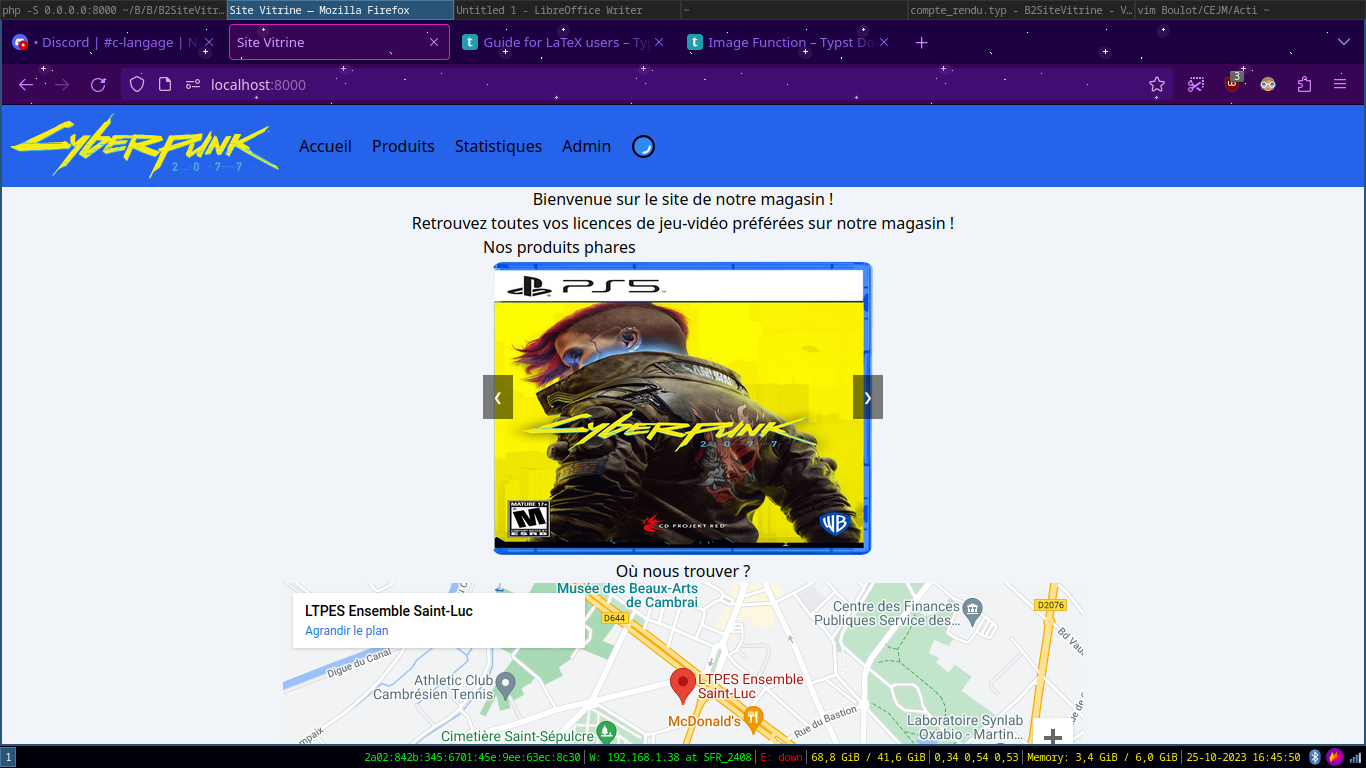 php -S 0.0.0.0:8000 ~/B/B/B2SiteVitr…
Site Vitrine — Mozilla Firefox
Untitled 1 - LibreOffice Writer
~
compte_rendu.typ - B2SiteVitrine - V…
vim Boulot/CEJM/Acti ~
• Discord | #c-langage | N
Site Vitrine
Guide for LaTeX users – Ty
Image Function – Typst Do
localhost:8000
3
CYBERPUNK
2077
Accueil
Produits
Statistiques
Admin
Bienvenue sur le site de notre magasin !
Retrouvez toutes vos licences de jeu-vidéo préférées sur notre magasin !
Nos produits phares
PS5
SAMURAI
❮
❯
CYBERPUNK
2077
MATURE 17+
M
ESRB
CD PROJEKT RED
WB
Où nous trouver ?
LTPES Ensemble Saint-Luc
Agrandir le plan
Musée des Beaux-Arts
de Cambrai
D644
Centre des Finances
Publiques Service des...
D2076
Bd Vau
Digue du Canal
Athletic Club
Cambrésien Tennis
LTPES Ensemble
Saint-Luc
McDonald's
Rue du Bastion
Laboratoire Synlab
Oxabio - Martin...
Cimetière Saint-Sépulcre
+
1
2a02:842b:345:6701:45e:9ee:63ec:8c30
W: 192.168.1.38 at SFR_2408
E: down
68,8 GiB / 41,6 GiB
0,34 0,54 0,53
Memory: 3,4 GiB / 6,0 GiB
25-10-2023 16:45:50